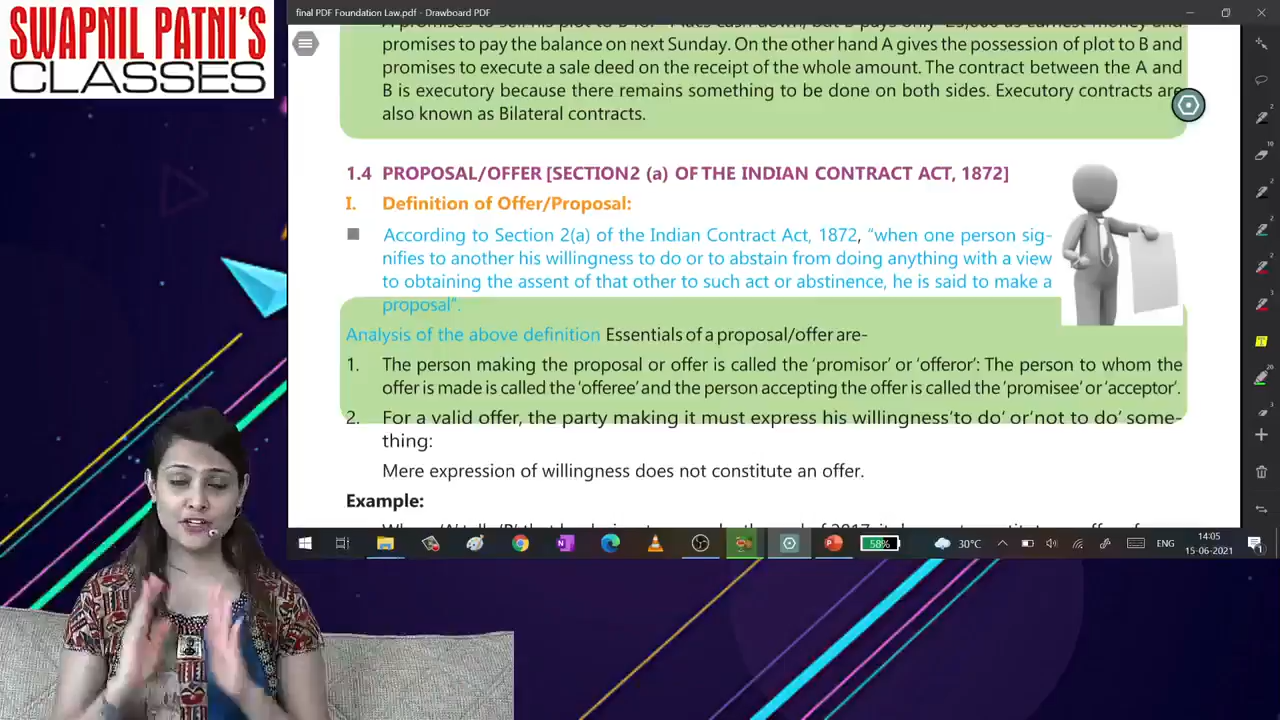 SWAPNIL PATNI'S
CLASSES
final PDF Foundation Law.pdf - Drawboard PDF
promises to pay the balance on next Sunday. On the other hand A gives the possession of plot to B and
promises to execute a sale deed on the receipt of the whole amount. The contract between the A and
B is executory because there remains something to be done on both sides. Executory contracts are
also known as Bilateral contracts.
1.4 PROPOSAL/OFFER [SECTION2 (a) OF THE INDIAN CONTRACT ACT, 1872]
I. Definition of Offer/Proposal:
According to Section 2(a) of the Indian Contract Act, 1872, “when one person sig-
nifies to another his willingness to do or to abstain from doing anything with a view
to obtaining the assent of that other to such act or abstinence, he is said to make a
proposal”.
Analysis of the above definition Essentials of a proposal/offer are-
1. The person making the proposal or offer is called the ‘promisor’ or ‘offeror’: The person to whom the
offer is made is called the ‘offeree’ and the person accepting the offer is called the ‘promisee’ or ‘acceptor’.
2. For a valid offer, the party making it must express his willingness ‘to do’ or ‘not to do’ some-
thing:
Mere expression of willingness does not constitute an offer.
Example:
58%
30°C
ENG
14:05
15-06-2021